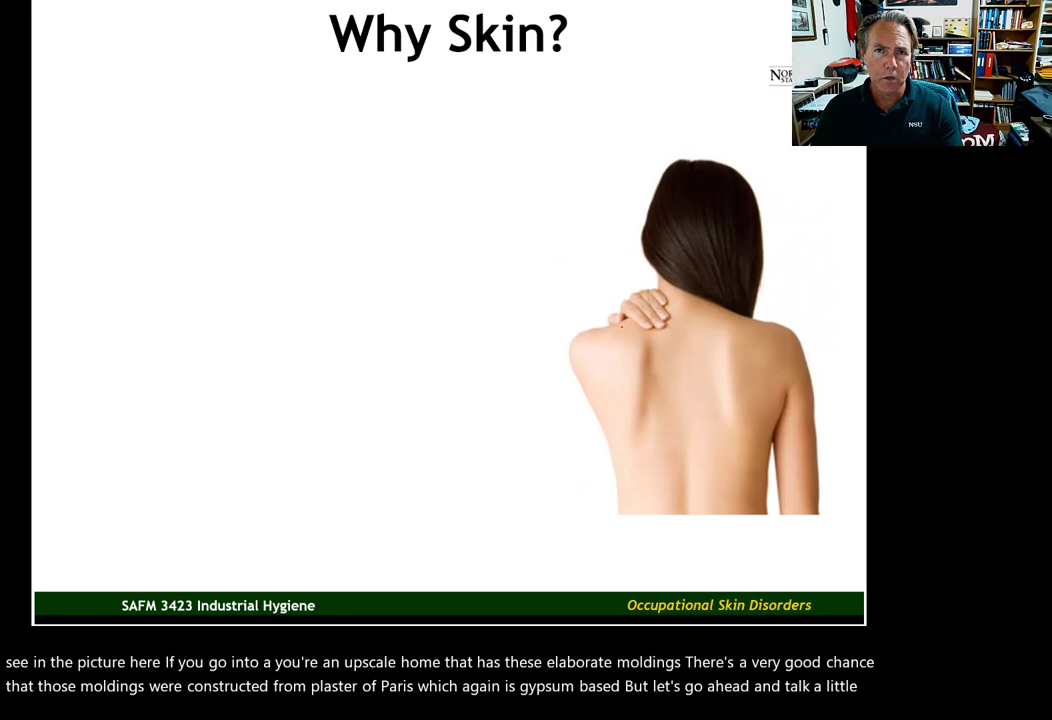 Why Skin?
NSU
SAFM 3423 Industrial Hygiene
Occupational Skin Disorders
see in the picture here If you go into a you're an upscale home that has these elaborate moldings There's a very good chance
that those moldings were constructed from plaster of Paris which again is gypsum based But let's go ahead and talk a little